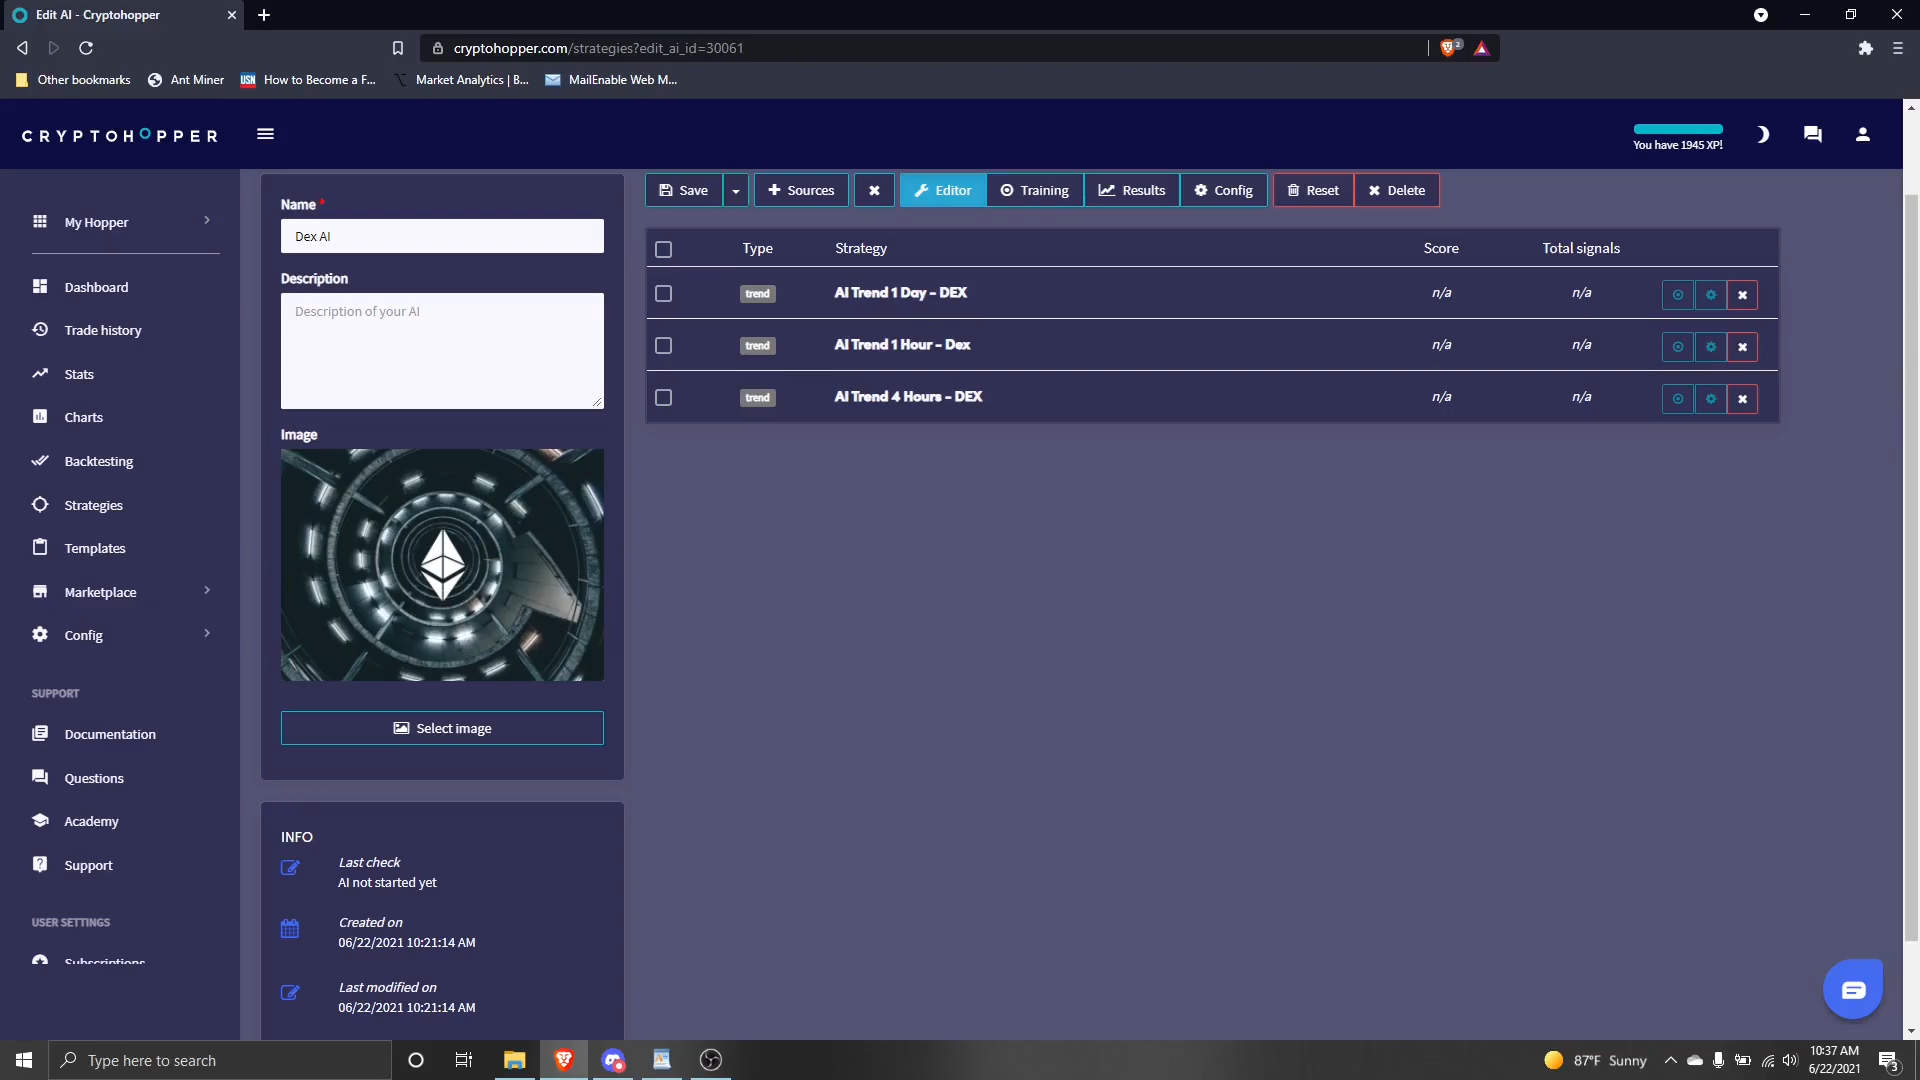 Edit AI - Cryptohopper
cryptohopper.com/strategies?edit_ai_id=30061
2
Other bookmarks
Ant Miner
USN
How to Become a F...
Market Analytics | B...
MailEnable Web M...
CRYPTOHOPPER
You have 1945 XP!
My Hopper
Dashboard
Trade history
Stats
Charts
Backtesting
Strategies
Templates
Marketplace
Config
SUPPORT
Documentation
Questions
Academy
Support
USER SETTINGS
Subscriptions
Name *
Dex AI
Description
Description of your AI
Image
Select image
INFO
Last check
AI not started yet
Created on
06/22/2021 10:21:14 AM
Last modified on
06/22/2021 10:21:14 AM
Save
Sources
Editor
Training
Results
Config
Reset
Delete
Type Strategy Score Total signals
trend AI Trend 1 Day - DEX n/a n/a
trend AI Trend 1 Hour - Dex n/a n/a
trend AI Trend 4 Hours - DEX n/a n/a
Type here to search
87°F Sunny
10:37 AM
6/22/2021
3